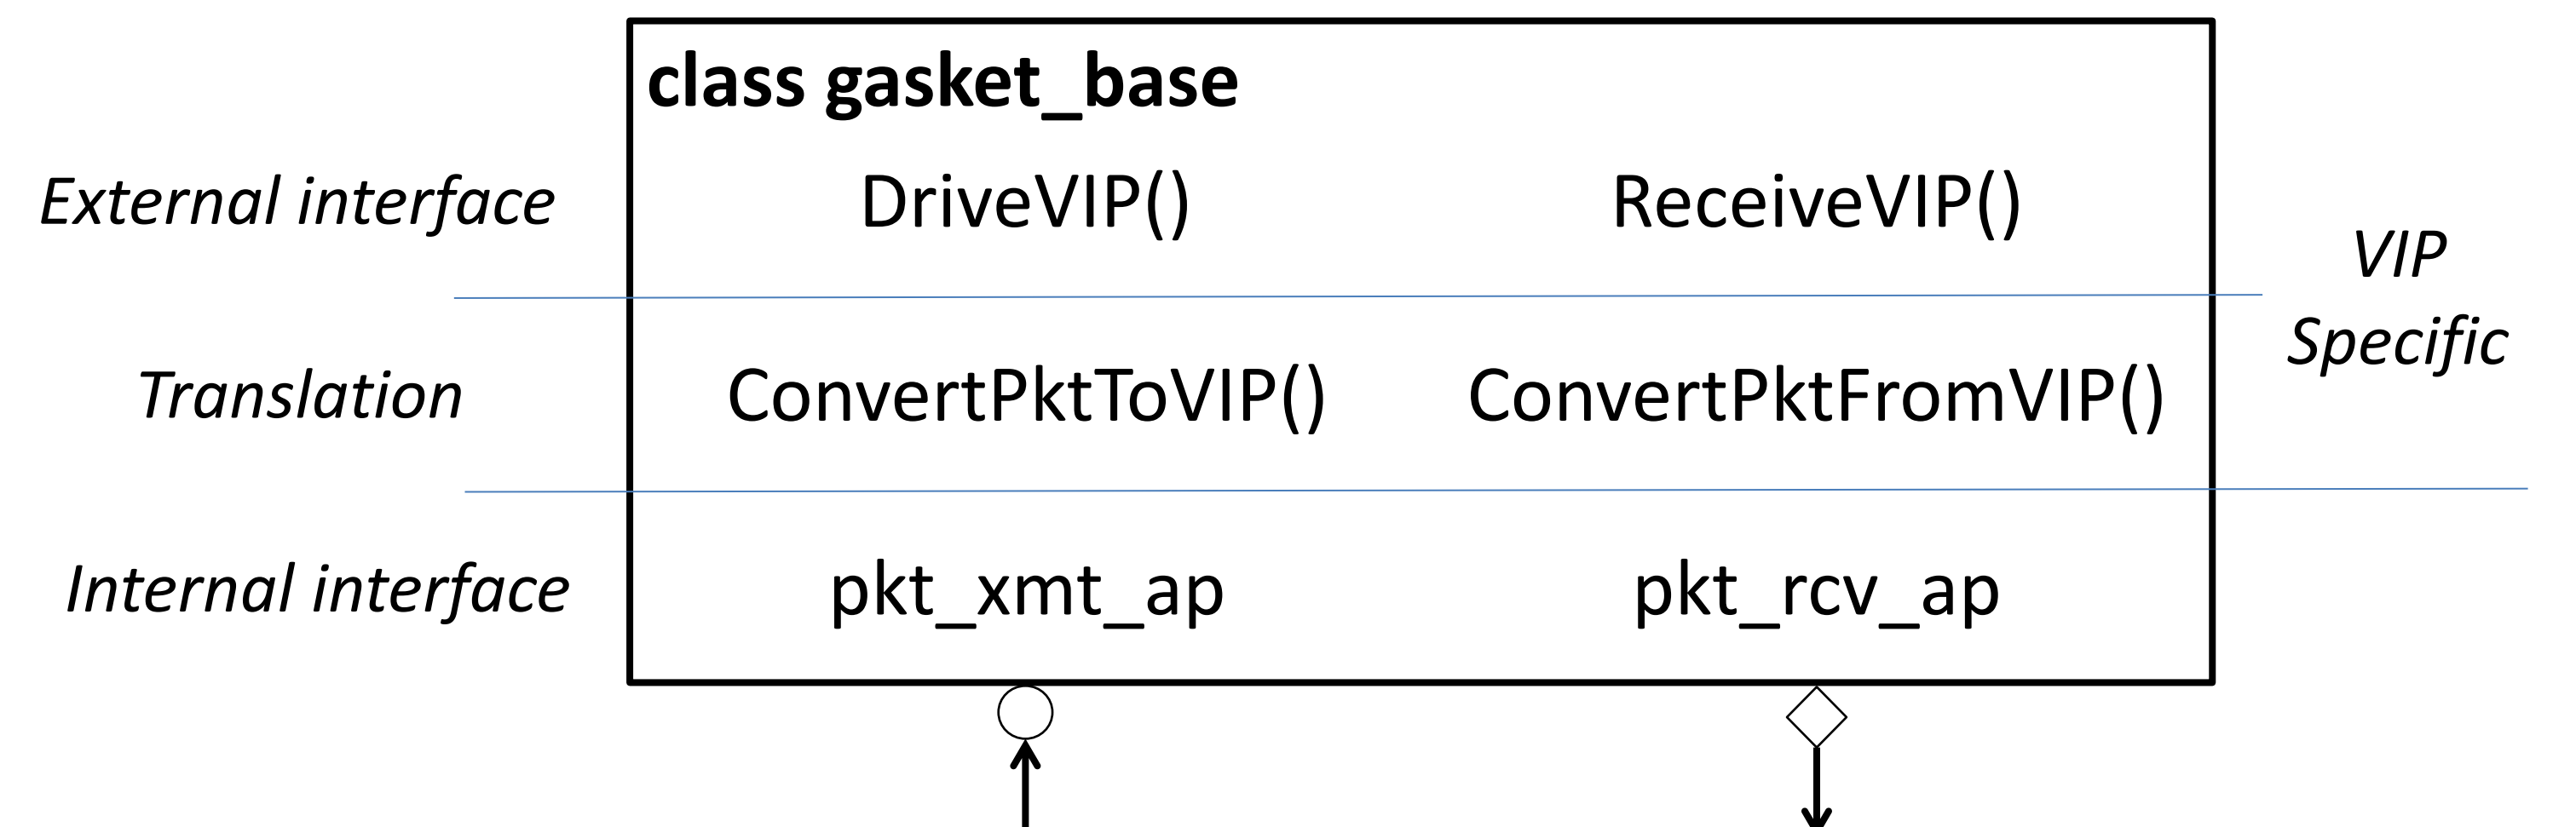 class gasket_base
External interface
DriveVIP()
ReceiveVIP()
VIP
Specific
Translation
ConvertPktToVIP()
ConvertPktFromVIP()
Internal interface
pkt_xmt_ap
pkt_rcv_ap